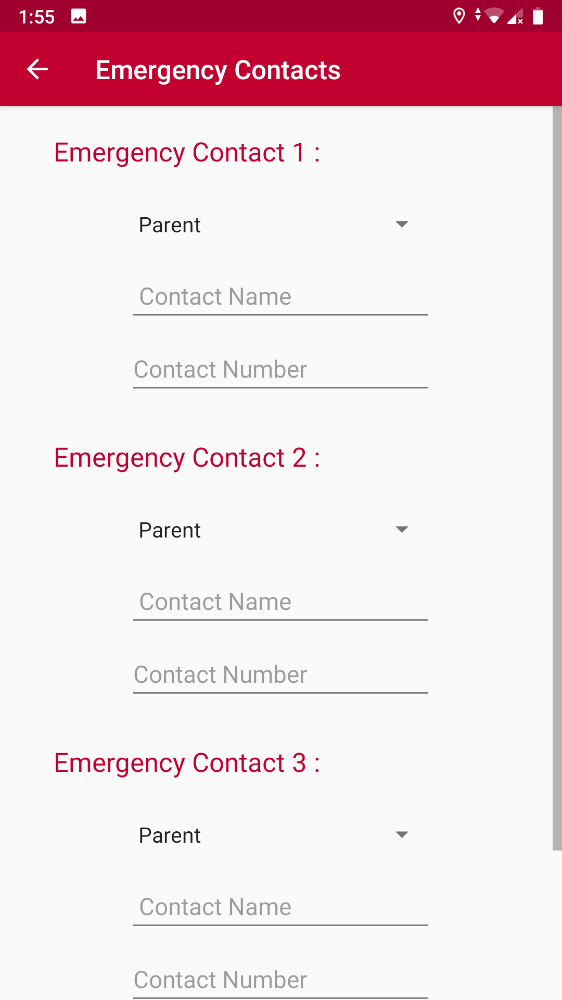 1:55
Emergency Contacts
Emergency Contact 1 :
Parent
Contact Name
Contact Number
Emergency Contact 2 :
Parent
Contact Name
Contact Number
Emergency Contact 3 :
Parent
Contact Name
Contact Number